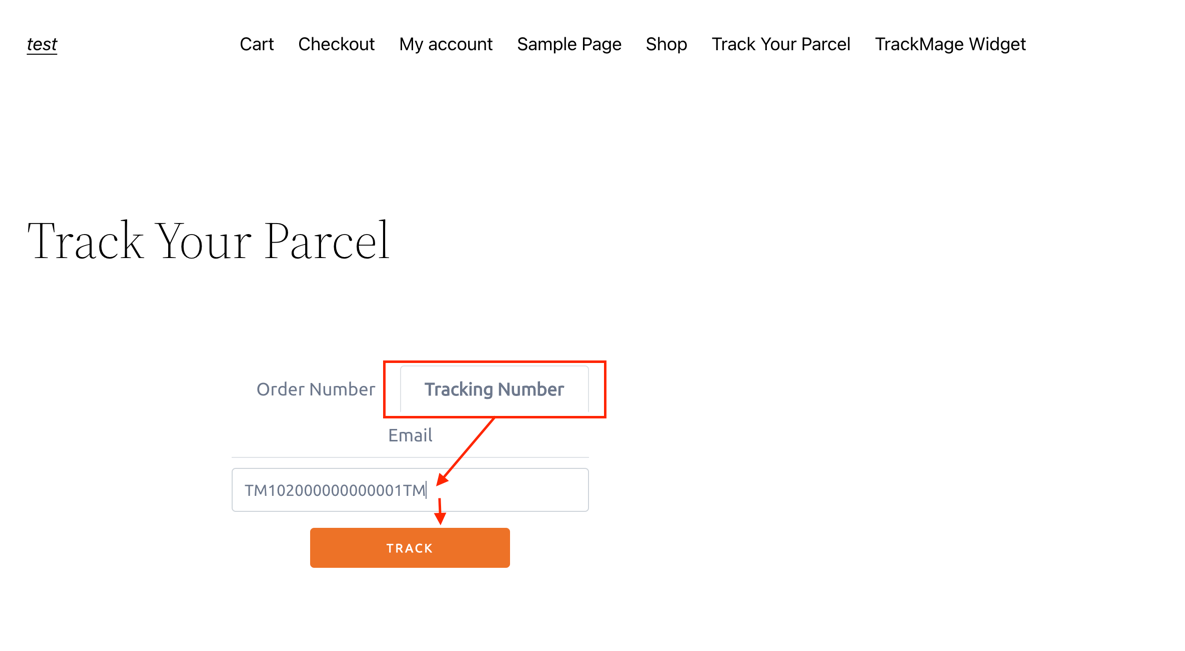 test
Cart Checkout My account Sample Page Shop Track Your Parcel TrackMage Widget
Track Your Parcel
Order Number Tracking Number
Email
TM102000000000001TM
TRACK